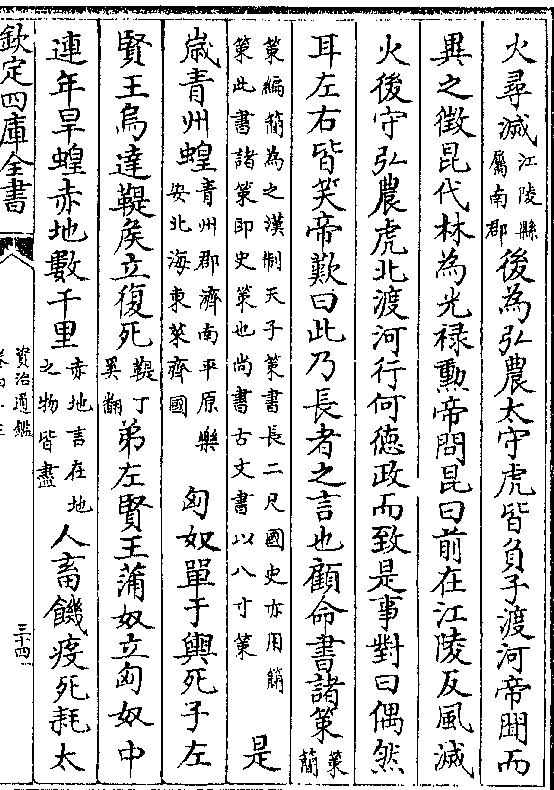 火尋滅江陵縣屬南郡後為弘農太守虎皆負子渡河帝聞而
異之徵昆代林為光禄勲帝問昆曰前在江陵反風滅
火後守弘農虎北渡河行何徳政而致是事對曰偶然
耳左右皆笑帝歎曰此乃長者之言也顧命書諸策策簡
策編簡為之漢制天子策書長二尺國史亦用簡策此書諸策即史策也尚書古文書以八寸策是
歲青州蝗青州郡濟南平原樂安北海東萊齊國匈奴單于輿死子左
賢王烏達鞮矦立復死鞮丁奚翻弟左賢王蒲奴立匈奴中
連年旱蝗赤地數千里赤地言在地之物皆盡人畜饑疫死耗太
欽定四庫全書
資治通鑑
三十四